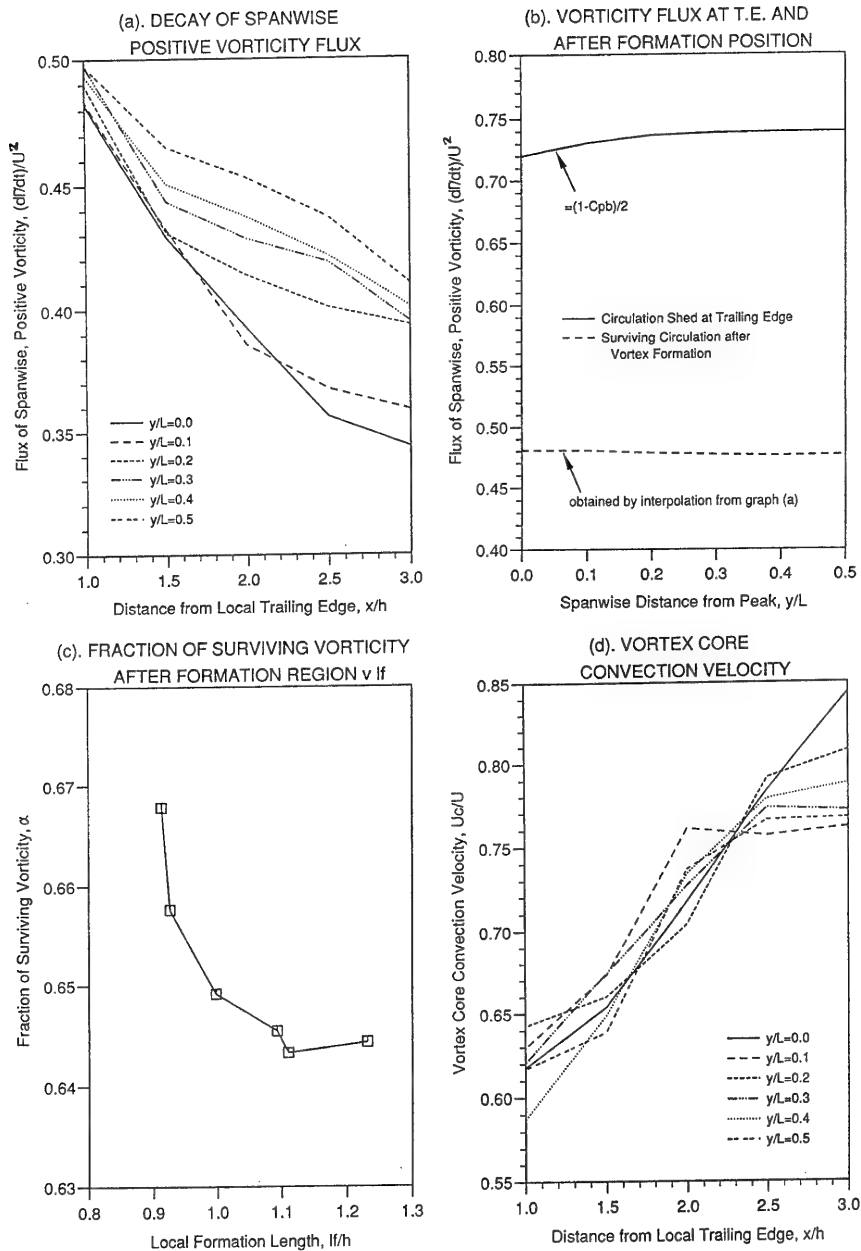 (a). DECAY OF SPANWISE
POSITIVE VORTICITY FLUX
Flux of Spanwise, Positive Vorticity, (dΓ/dt)/U²
0.50
0.45
0.40
0.35
0.30
y/L=0.0
y/L=0.1
y/L=0.2
y/L=0.3
y/L=0.4
y/L=0.5
1.0 1.5 2.0 2.5 3.0
Distance from Local Trailing Edge, x/h
(b). VORTICITY FLUX AT T.E. AND
AFTER FORMATION POSITION
Flux of Spanwise, Positive Vorticity, (dΓ/dt)/U²
0.80
0.75
0.72
0.67
0.60
0.58
0.52
0.48
0.40
=(1-Cpb)/2
Circulation Shed at Trailing Edge
Surviving Circulation after
Vortex Formation
obtained by interpolation from graph (a)
0.0 0.1 0.2 0.3 0.4 0.5
Spanwise Distance from Peak, y/L
(c). FRACTION OF SURVIVING VORTICITY
AFTER FORMATION REGION v lf
Fraction of Surviving Vorticity, α
0.68
0.67
0.66
0.65
0.64
0.63
0.8 0.9 1.0 1.1 1.2 1.3
Local Formation Length, lf/h
(d). VORTEX CORE
CONVECTION VELOCITY
Vortex Core Convection Velocity, Uc/U
0.85
0.80
0.75
0.70
0.65
0.60
0.55
y/L=0.0
y/L=0.1
y/L=0.2
y/L=0.3
y/L=0.4
y/L=0.5
1.0 1.5 2.0 2.5 3.0
Distance from Local Trailing Edge, x/h